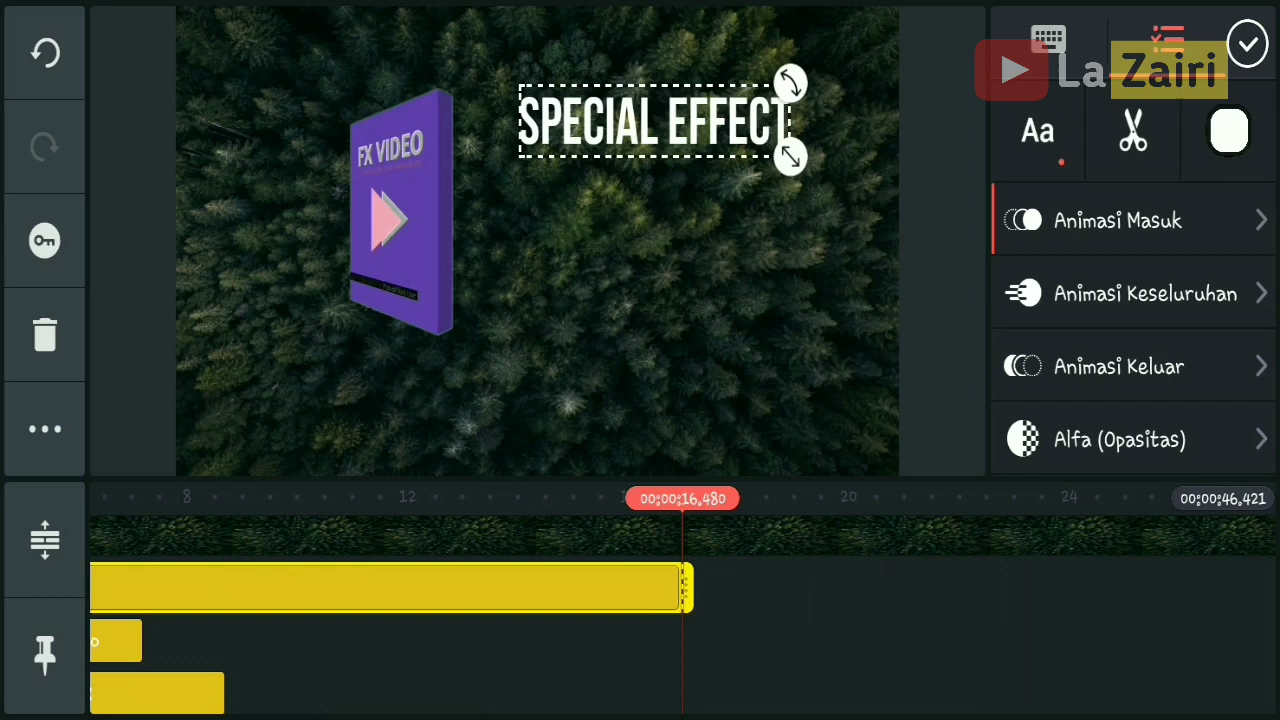 La Zairi
SPECIAL EFFECT
FX VIDEO
Aa
Animasi Masuk
Animasi Keseluruhan
Animasi Keluar
Alfa (Opasitas)
8
12
00:00:16.480
20
24
00:00:46.421